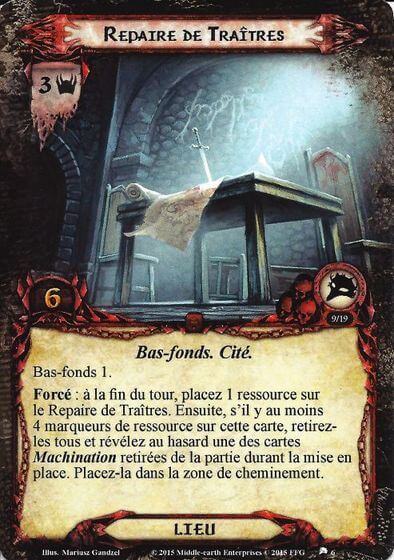 Repaire de Traîtres
3
6
9/19
Bas-fonds. Cité.
Bas-fonds 1.
Forcé : à la fin du tour, placez 1 ressource sur
le Repaire de Traîtres. Ensuite, s'il y au moins
4 marqueurs de ressource sur cette carte, retirez-
les tous et révélez au hasard une des cartes
Machination retirées de la partie durant la mise en
place. Placez-la dans la zone de cheminement.
LIEU
Illus. Mariusz Gandzel © 2015 Middle-earth Enterprises © 2015 FFG 6